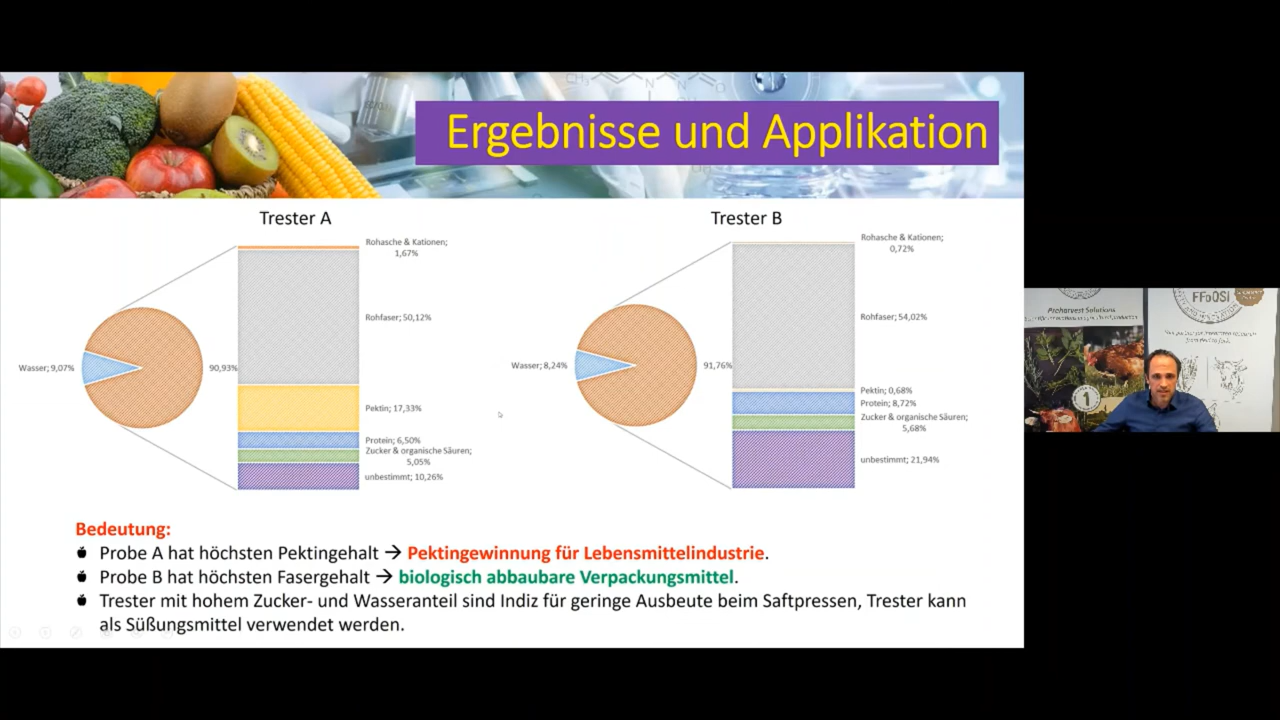 Ergebnisse und Applikation
Trester A
Rohasche & Kationen;
1,67%
Rohfaser; 50,12%
Wasser; 9,07%
90,93%
Pektin; 17,33%
Protein; 6,50%
Zucker & organische Säuren;
5,05%
unbestimmt; 10,26%
Trester B
Rohasche & Kationen;
0,72%
Rohfaser; 54,02%
Wasser; 8,24%
91,76%
Pektin; 0,68%
Protein; 8,72%
Zucker & organische Säuren;
5,68%
unbestimmt; 21,94%
Bedeutung:
Probe A hat höchsten Pektingehalt → Pektingewinnung für Lebensmittelindustrie.
Probe B hat höchsten Fasergehalt → biologisch abbaubare Verpackungsmittel.
Trester mit hohem Zucker- und Wasseranteil sind Indiz für geringe Ausbeute beim Saftpressen, Trester kann
als Süßungsmittel verwendet werden.
Preharvest Solutions
FFoQSI
1